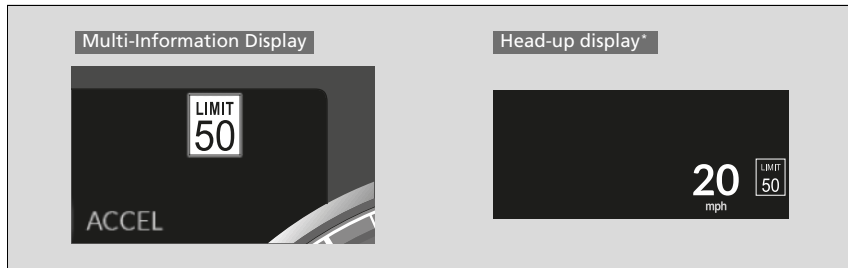 Multi-Information Display
LIMIT
50
ACCEL
Head-up display*
20
mph
LIMIT
50